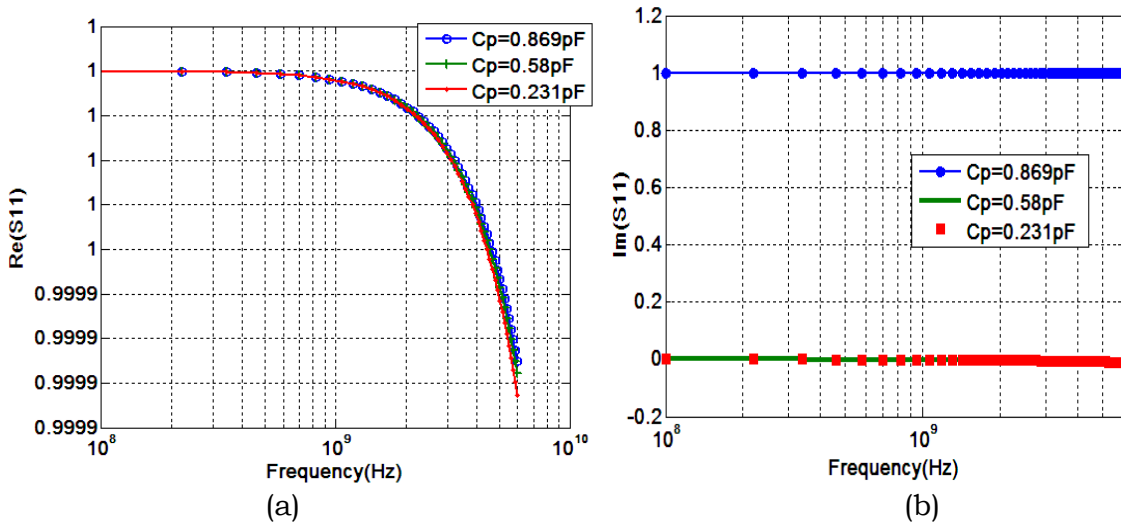 1
1
1
1
1
1
0.9999
0.9999
0.9999
0.9999
Re(S11)
10^8
10^9
10^10
Frequency(Hz)
Cp=0.869pF
Cp=0.58pF
Cp=0.231pF
(a)
1.2
1
0.8
0.6
0.4
0.2
0
-0.2
Im(S11)
10^8
10^9
Frequency(Hz)
Cp=0.869pF
Cp=0.58pF
Cp=0.231pF
(b)